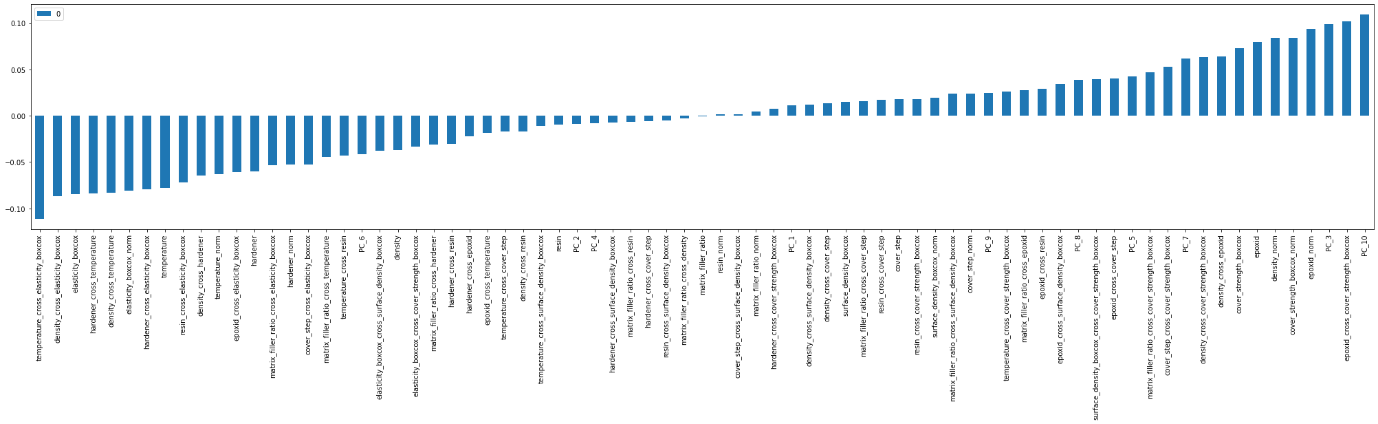 0
0.10
0.05
0.00
−0.05
−0.10
temperature_cross_elasticity_boxcox
density_cross_elasticity_boxcox
elasticity_boxcox
hardener_cross_temperature
density_cross_temperature
elasticity_boxcox_norm
hardener_cross_elasticity_boxcox
temperature
resin_cross_elasticity_boxcox
density_cross_hardener
temperature_norm
epoxid_cross_elasticity_boxcox
hardener
matrix_filler_ratio_cross_elasticity_boxcox
hardener_norm
cover_step_cross_elasticity_boxcox
matrix_filler_ratio_cross_temperature
temperature_cross_resin
PC_6
elasticity_boxcox_cross_surface_density_boxcox
density
elasticity_boxcox_cross_cover_strength_boxcox
matrix_filler_ratio_cross_hardener
hardener_cross_resin
hardener_cross_epoxid
epoxid_cross_temperature
temperature_cross_cover_step
density_cross_resin
temperature_cross_surface_density_boxcox
resin
PC_2
PC_4
hardener_cross_surface_density_boxcox
matrix_filler_ratio_cross_resin
hardener_cross_cover_step
resin_cross_surface_density_boxcox
matrix_filler_ratio_cross_density
matrix_filler_ratio
resin_norm
cover_step_cross_surface_density_boxcox
matrix_filler_ratio_norm
hardener_cross_cover_strength_boxcox
PC_1
density_cross_surface_density_boxcox
density_cross_cover_step
surface_density_boxcox
matrix_filler_ratio_cross_cover_step
resin_cross_cover_step
cover_step
resin_cross_cover_strength_boxcox
surface_density_boxcox_norm
matrix_filler_ratio_cross_surface_density_boxcox
cover_step_norm
PC_9
temperature_cross_cover_strength_boxcox
matrix_filler_ratio_cross_epoxid
epoxid_cross_resin
epoxid_cross_surface_density_boxcox
PC_8
surface_density_boxcox_cross_cover_strength_boxcox
epoxid_cross_cover_step
PC_5
matrix_filler_ratio_cross_cover_strength_boxcox
cover_step_cross_cover_strength_boxcox
PC_7
density_cross_cover_strength_boxcox
density_cross_epoxid
cover_strength_boxcox
epoxid
density_norm
cover_strength_boxcox_norm
epoxid_norm
PC_3
epoxid_cross_cover_strength_boxcox
PC_10